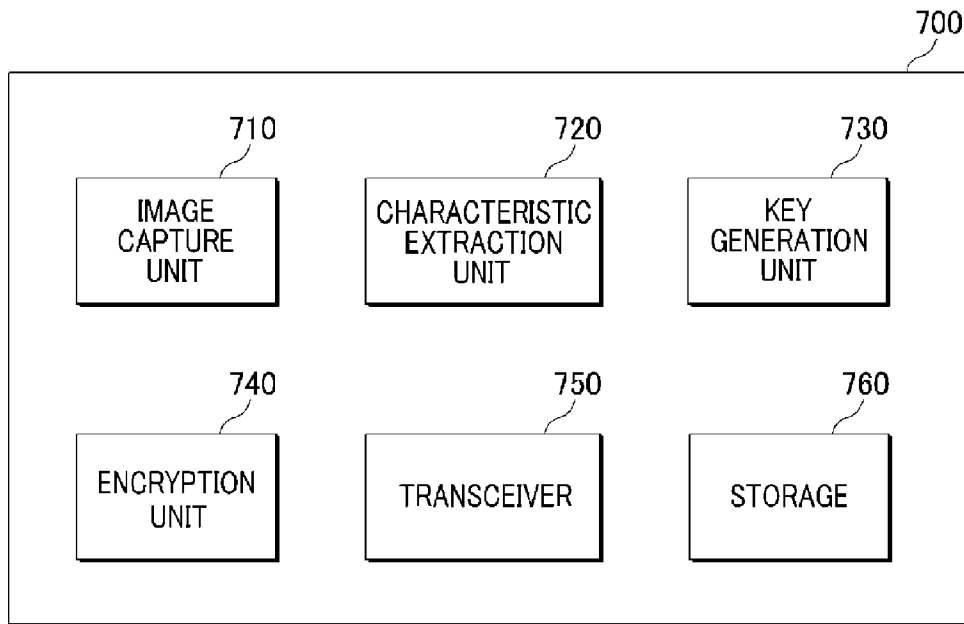 700
710
720
730
IMAGE
CAPTURE
UNIT
CHARACTERISTIC
EXTRACTION
UNIT
KEY
GENERATION
UNIT
740
750
760
ENCRYPTION
UNIT
TRANSCEIVER
STORAGE